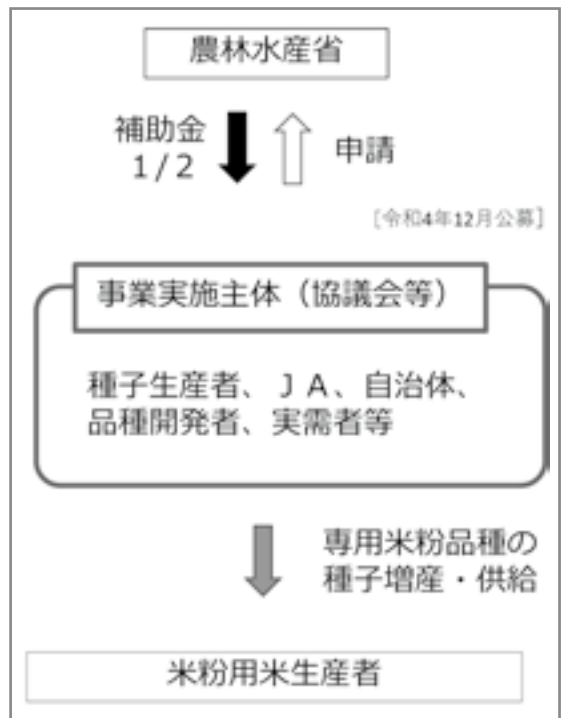 農林水産省
補助金
1/2
申請
[令和4年12月公募]
事業実施主体（協議会等）
種子生産者、ＪＡ、自治体、
品種開発者、実需者等
専用米粉品種の
種子増産・供給
米粉用米生産者